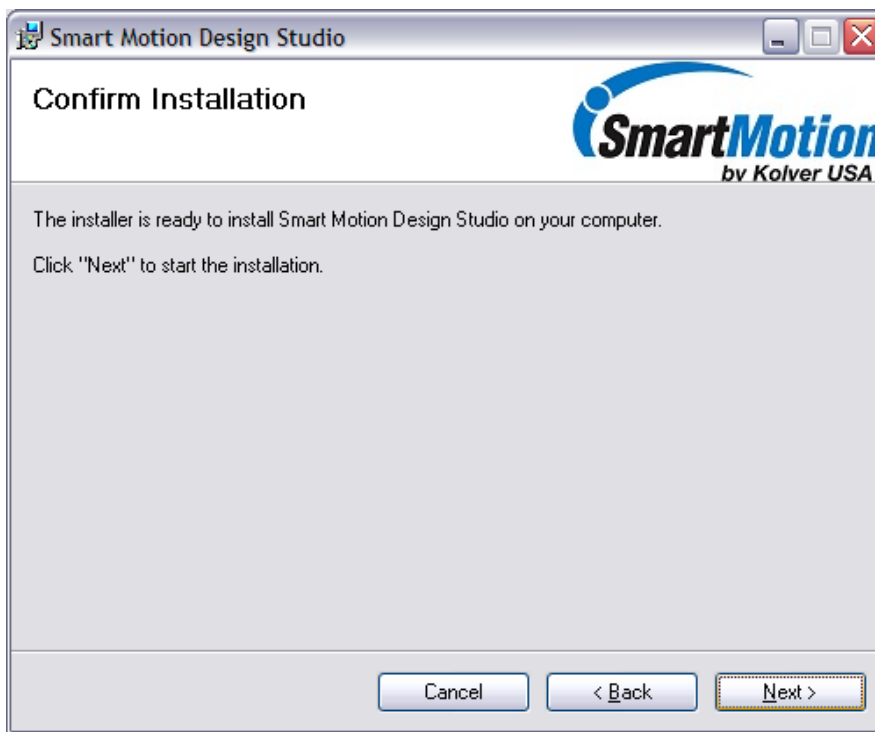 Smart Motion Design Studio
Confirm Installation
SmartMotion
by Kolver USA
The installer is ready to install Smart Motion Design Studio on your computer.
Click "Next" to start the installation.
Cancel
< Back
Next >